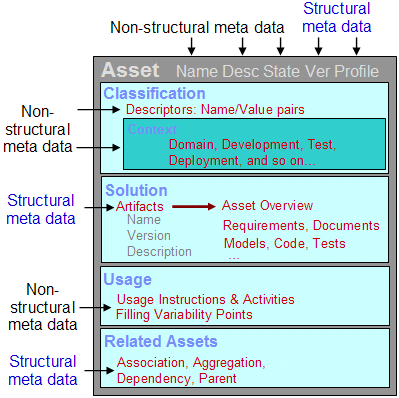 Structural
Non-structural meta data
meta data
Asset Name Desc State Ver Profile
Classification
Descriptors: Name/Value pairs
Non-
structural
meta data
Context
Domain, Development, Test,
Deployment, and so on...
Solution
Structural
meta data
Artifacts
Asset Overview
Name
Version
Description
Requirements, Documents
Models, Code, Tests
...
Usage
Non-
structural
meta data
Usage Instructions & Activities
Filling Variability Points
Related Assets
Structural
meta data
Association, Aggregation,
Dependency, Parent